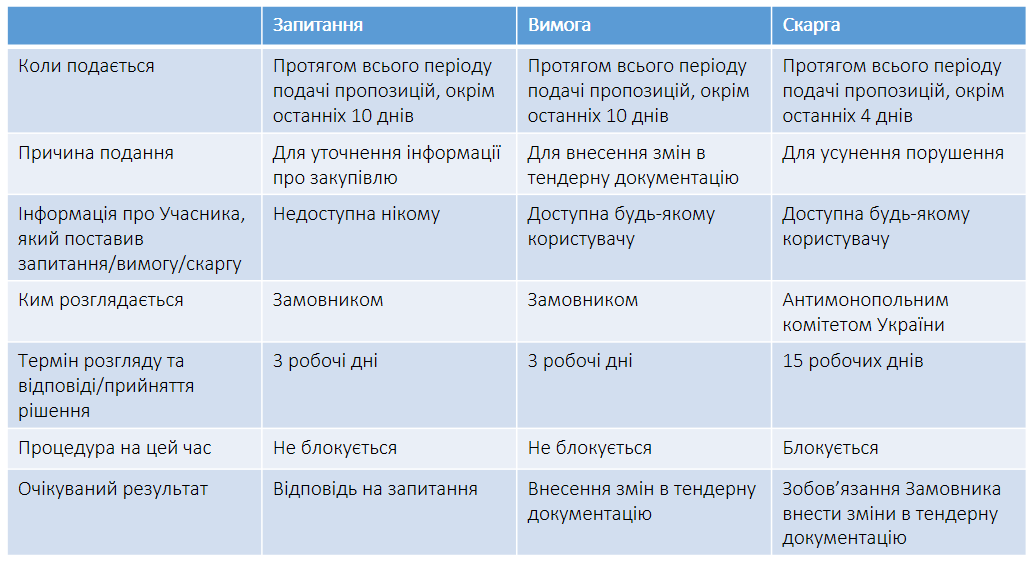 Запитання
Вимога
Скарга
Коли подається
Протягом всього періоду
подачі пропозицій, окрім
останніх 10 днів
Протягом всього періоду
подачі пропозицій, окрім
останніх 10 днів
Протягом всього періоду
подачі пропозицій, окрім
останніх 4 днів
Причина подання
Для уточнення інформації
про закупівлю
Для внесення змін в
тендерну документацію
Для усунення порушення
Інформація про Учасника,
який поставив
запитання/вимогу/скаргу
Недоступна нікому
Доступна будь-якому
користувачу
Доступна будь-якому
користувачу
Ким розглядається
Замовником
Замовником
Антимонопольним
комітетом України
Термін розгляду та
відповіді/прийняття
рішення
3 робочі дні
3 робочі дні
15 робочих днів
Процедура на цей час
Не блокується
Не блокується
Блокується
Очікуваний результат
Відповідь на запитання
Внесення змін в тендерну
документацію
Зобов’язання Замовника
внести зміни в тендерну
документацію